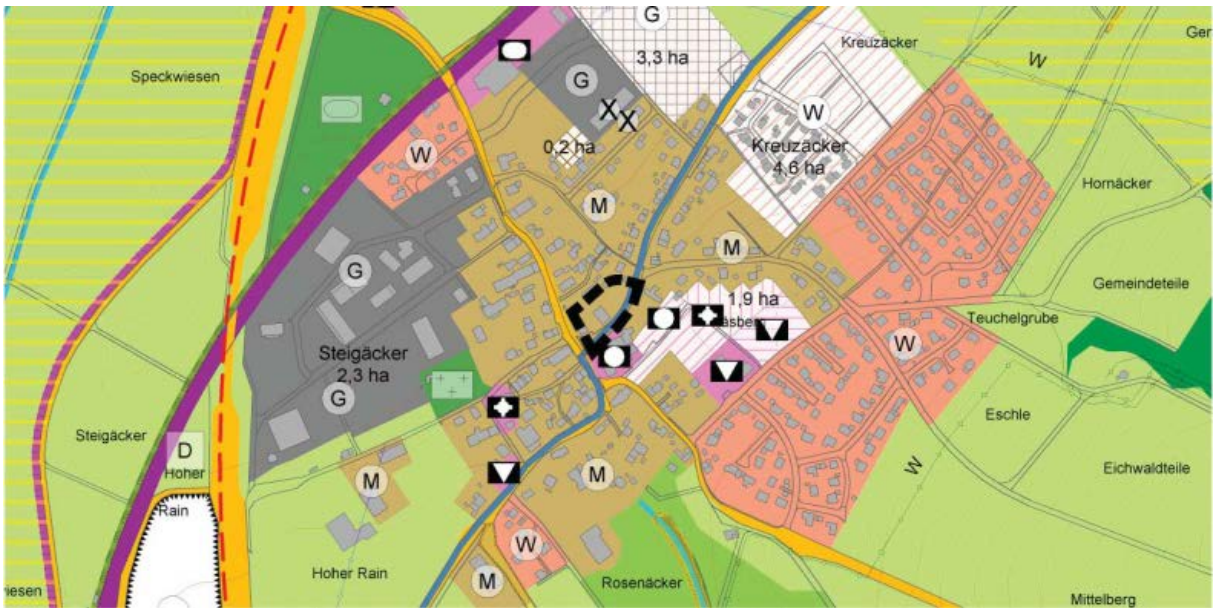 G
Kreuzäcker
Ger
Speckwiesen
3,3 ha
W
G
X
X
W
Kreuzäcker
4,6 ha
0,2 ha
W
Hornäcker
M
M
G
Gemeindeteile
1,9 ha
Teuchelgrube
Steigäcker
2,3 ha
W
G
Eschle
Steigäcker
D
Hoher
Rain
M
M
W
Eichwaldteile
W
Hoher Rain
M
Rosenäcker
iesen
Mittelberg